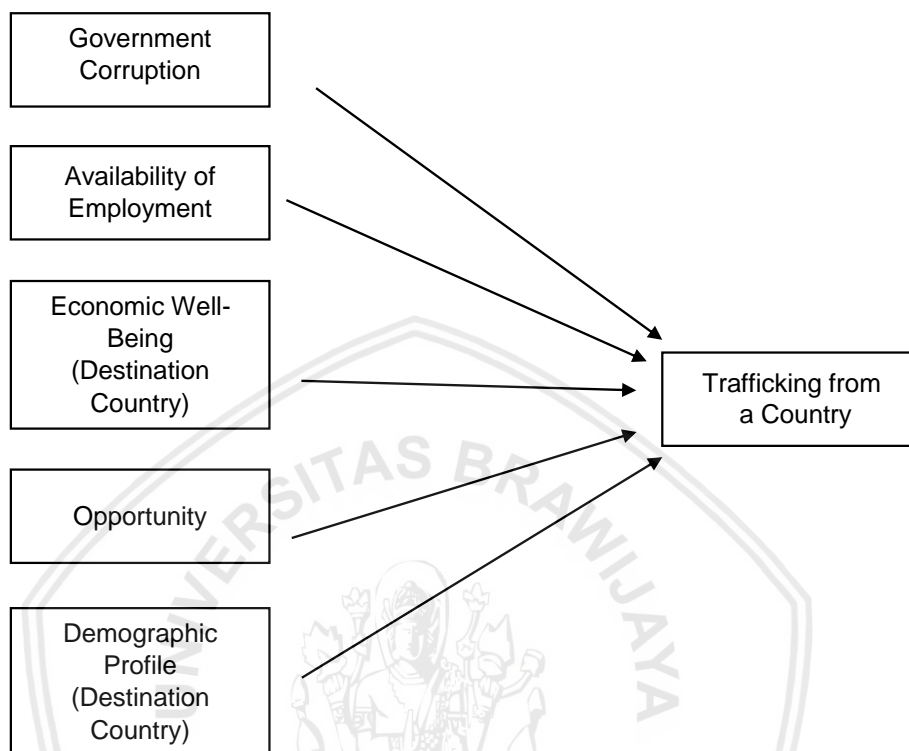 Government
Corruption
Availability of
Employment
Economic Well-
Being
(Destination
Country)
Trafficking from
a Country
Opportunity
Demographic
Profile
(Destination
Country)
UNIVERSITAS BRAWIJAYA